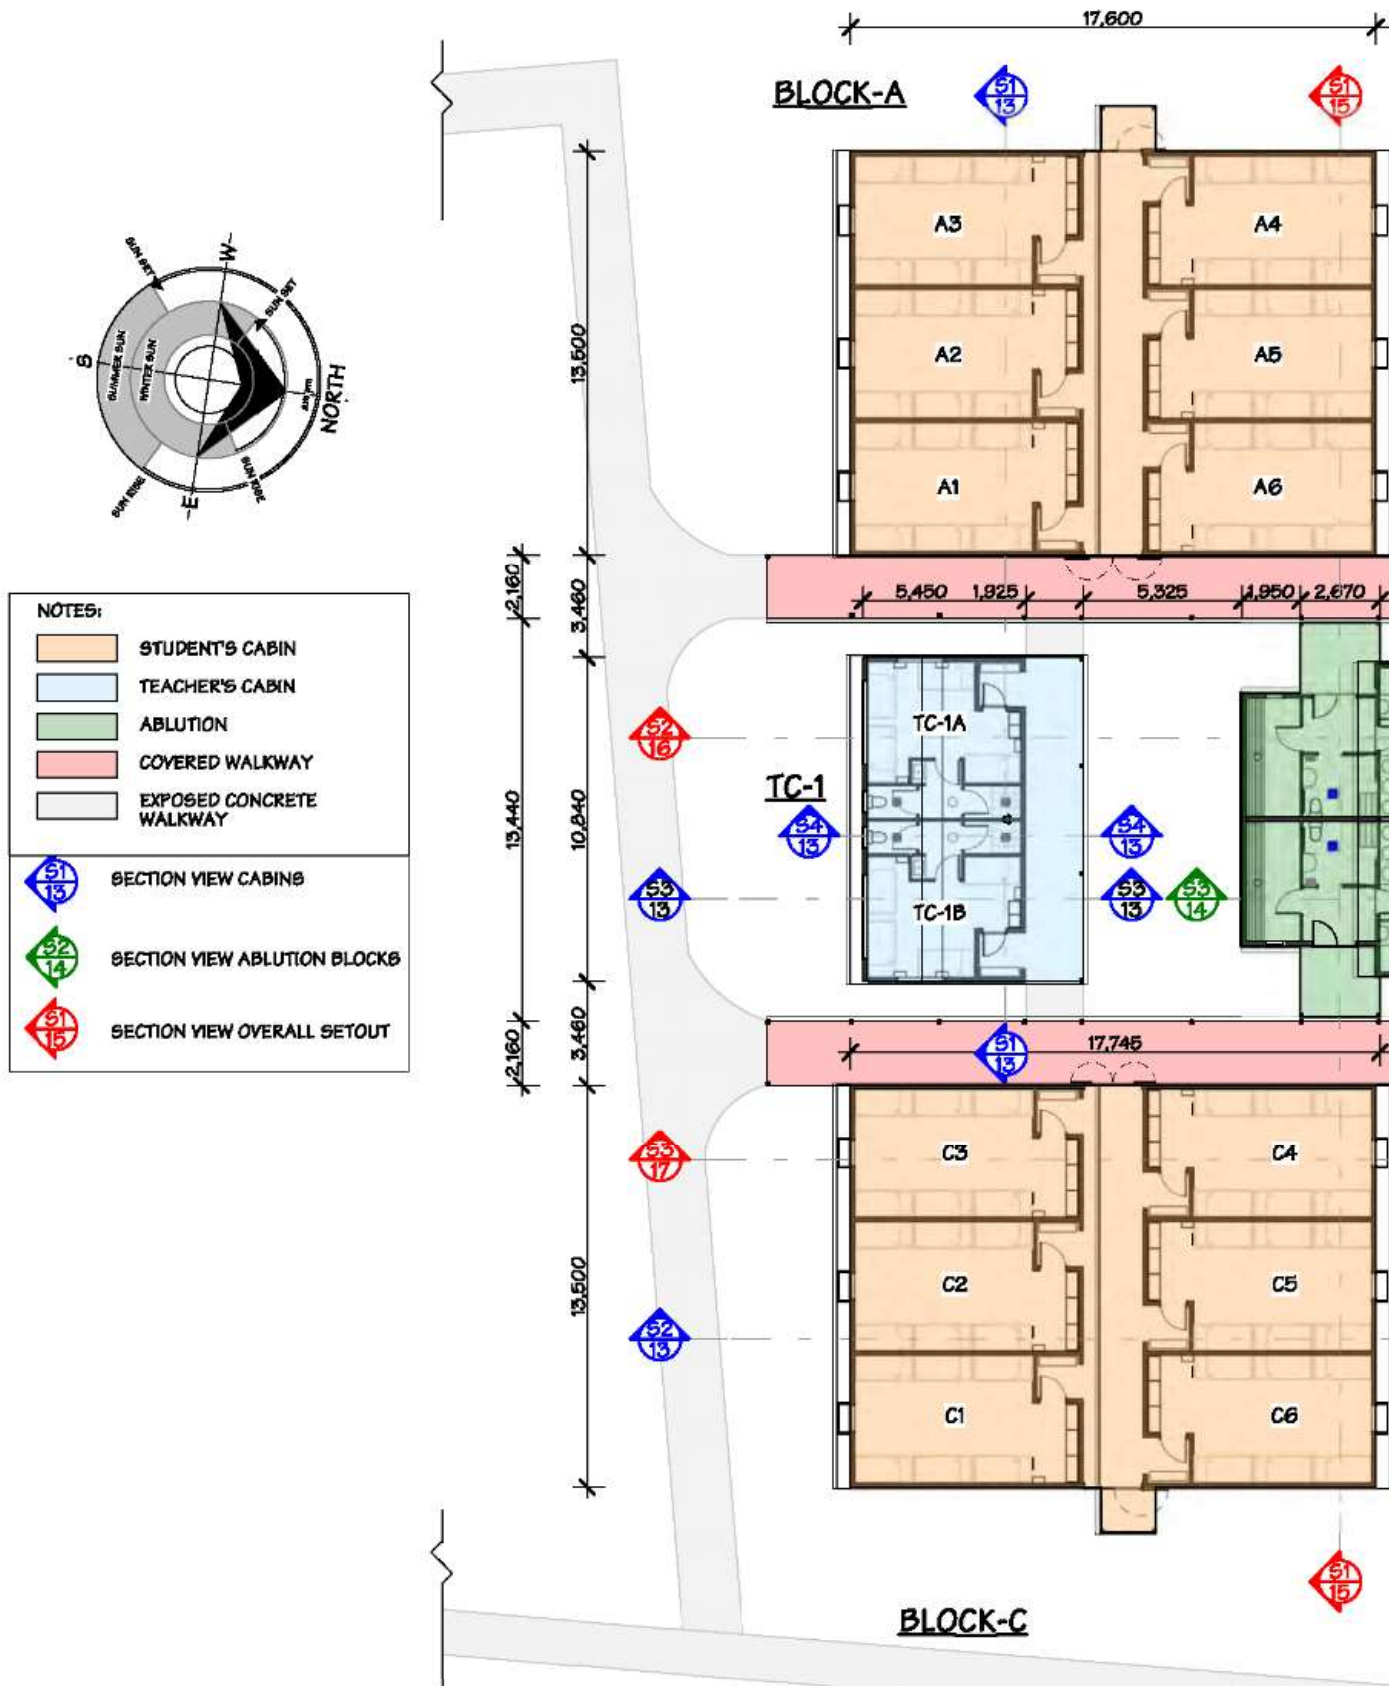 17,600
BLOCK-A
S1
13
S1
15
A3
A4
A2
A5
A1
A6
13,500
W
S
E
NORTH
SUN SET
SUN SET
SUMMER SUN
WINTER SUN
SUN RISE
SUN RISE
2,160
3,460
5,450
1,925
5,325
1,950
2,670
NOTES:
STUDENT'S CABIN
TEACHER'S CABIN
ABLUTION
COVERED WALKWAY
EXPOSED CONCRETE
WALKWAY
S1
13
SECTION VIEW CABINS
S2
14
SECTION VIEW ABLUTION BLOCKS
S1
15
SECTION VIEW OVERALL SETOUT
S2
16
TC-1A
TC-1
13,440
10,840
S4
13
S4
13
S3
13
TC-1B
S3
13
S3
14
2,160
3,460
S1
13
17,745
S3
17
C3
C4
13,500
S2
13
C2
C5
C1
C6
S1
15
BLOCK-C